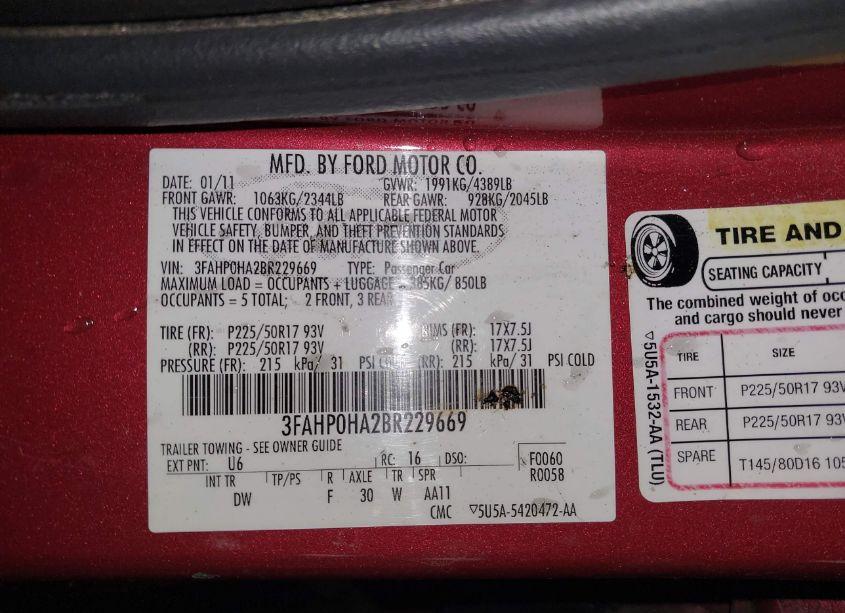 MFD. BY FORD MOTOR CO.
DATE: 01/11 GVWR: 1991KG/4389LB
FRONT GAWR: 1063KG/2344LB REAR GAWR: 928KG/2045LB
THIS VEHICLE CONFORMS TO ALL APPLICABLE FEDERAL MOTOR
VEHICLE SAFETY, BUMPER, AND THEFT PREVENTION STANDARDS
IN EFFECT ON THE DATE OF MANUFACTURE SHOWN ABOVE.
VIN: 3FAHP0HA2BR229669 TYPE: Passenger Car
MAXIMUM LOAD = OCCUPANTS + LUGGAGE = 385KG/ 850LB
OCCUPANTS = 5 TOTAL; 2 FRONT, 3 REAR
TIRE (FR): P225/50R17 93V RIMS (FR): 17X7.5J
(RR): P225/50R17 93V (RR): 17X7.5J
PRESSURE (FR): 215 kPa/ 31 PSI COLD (RR): 215 kPa/ 31 PSI COLD
3FAHP0HA2BR229669
TRAILER TOWING - SEE OWNER GUIDE
EXT PNT: U6 RC: 16 DSO: F0060
R0058
INT TR TP/PS R AXLE TR SPR
DW F 30 W AA11
CMC ▽5U5A-5420472-AA
TIRE AND
SEATING CAPACITY
The combined weight of occ
and cargo should never
TIRE SIZE
FRONT P225/50R17 93V
REAR P225/50R17 93V
SPARE T145/80D16 105
▽5U5A-1532-AA (TLU)